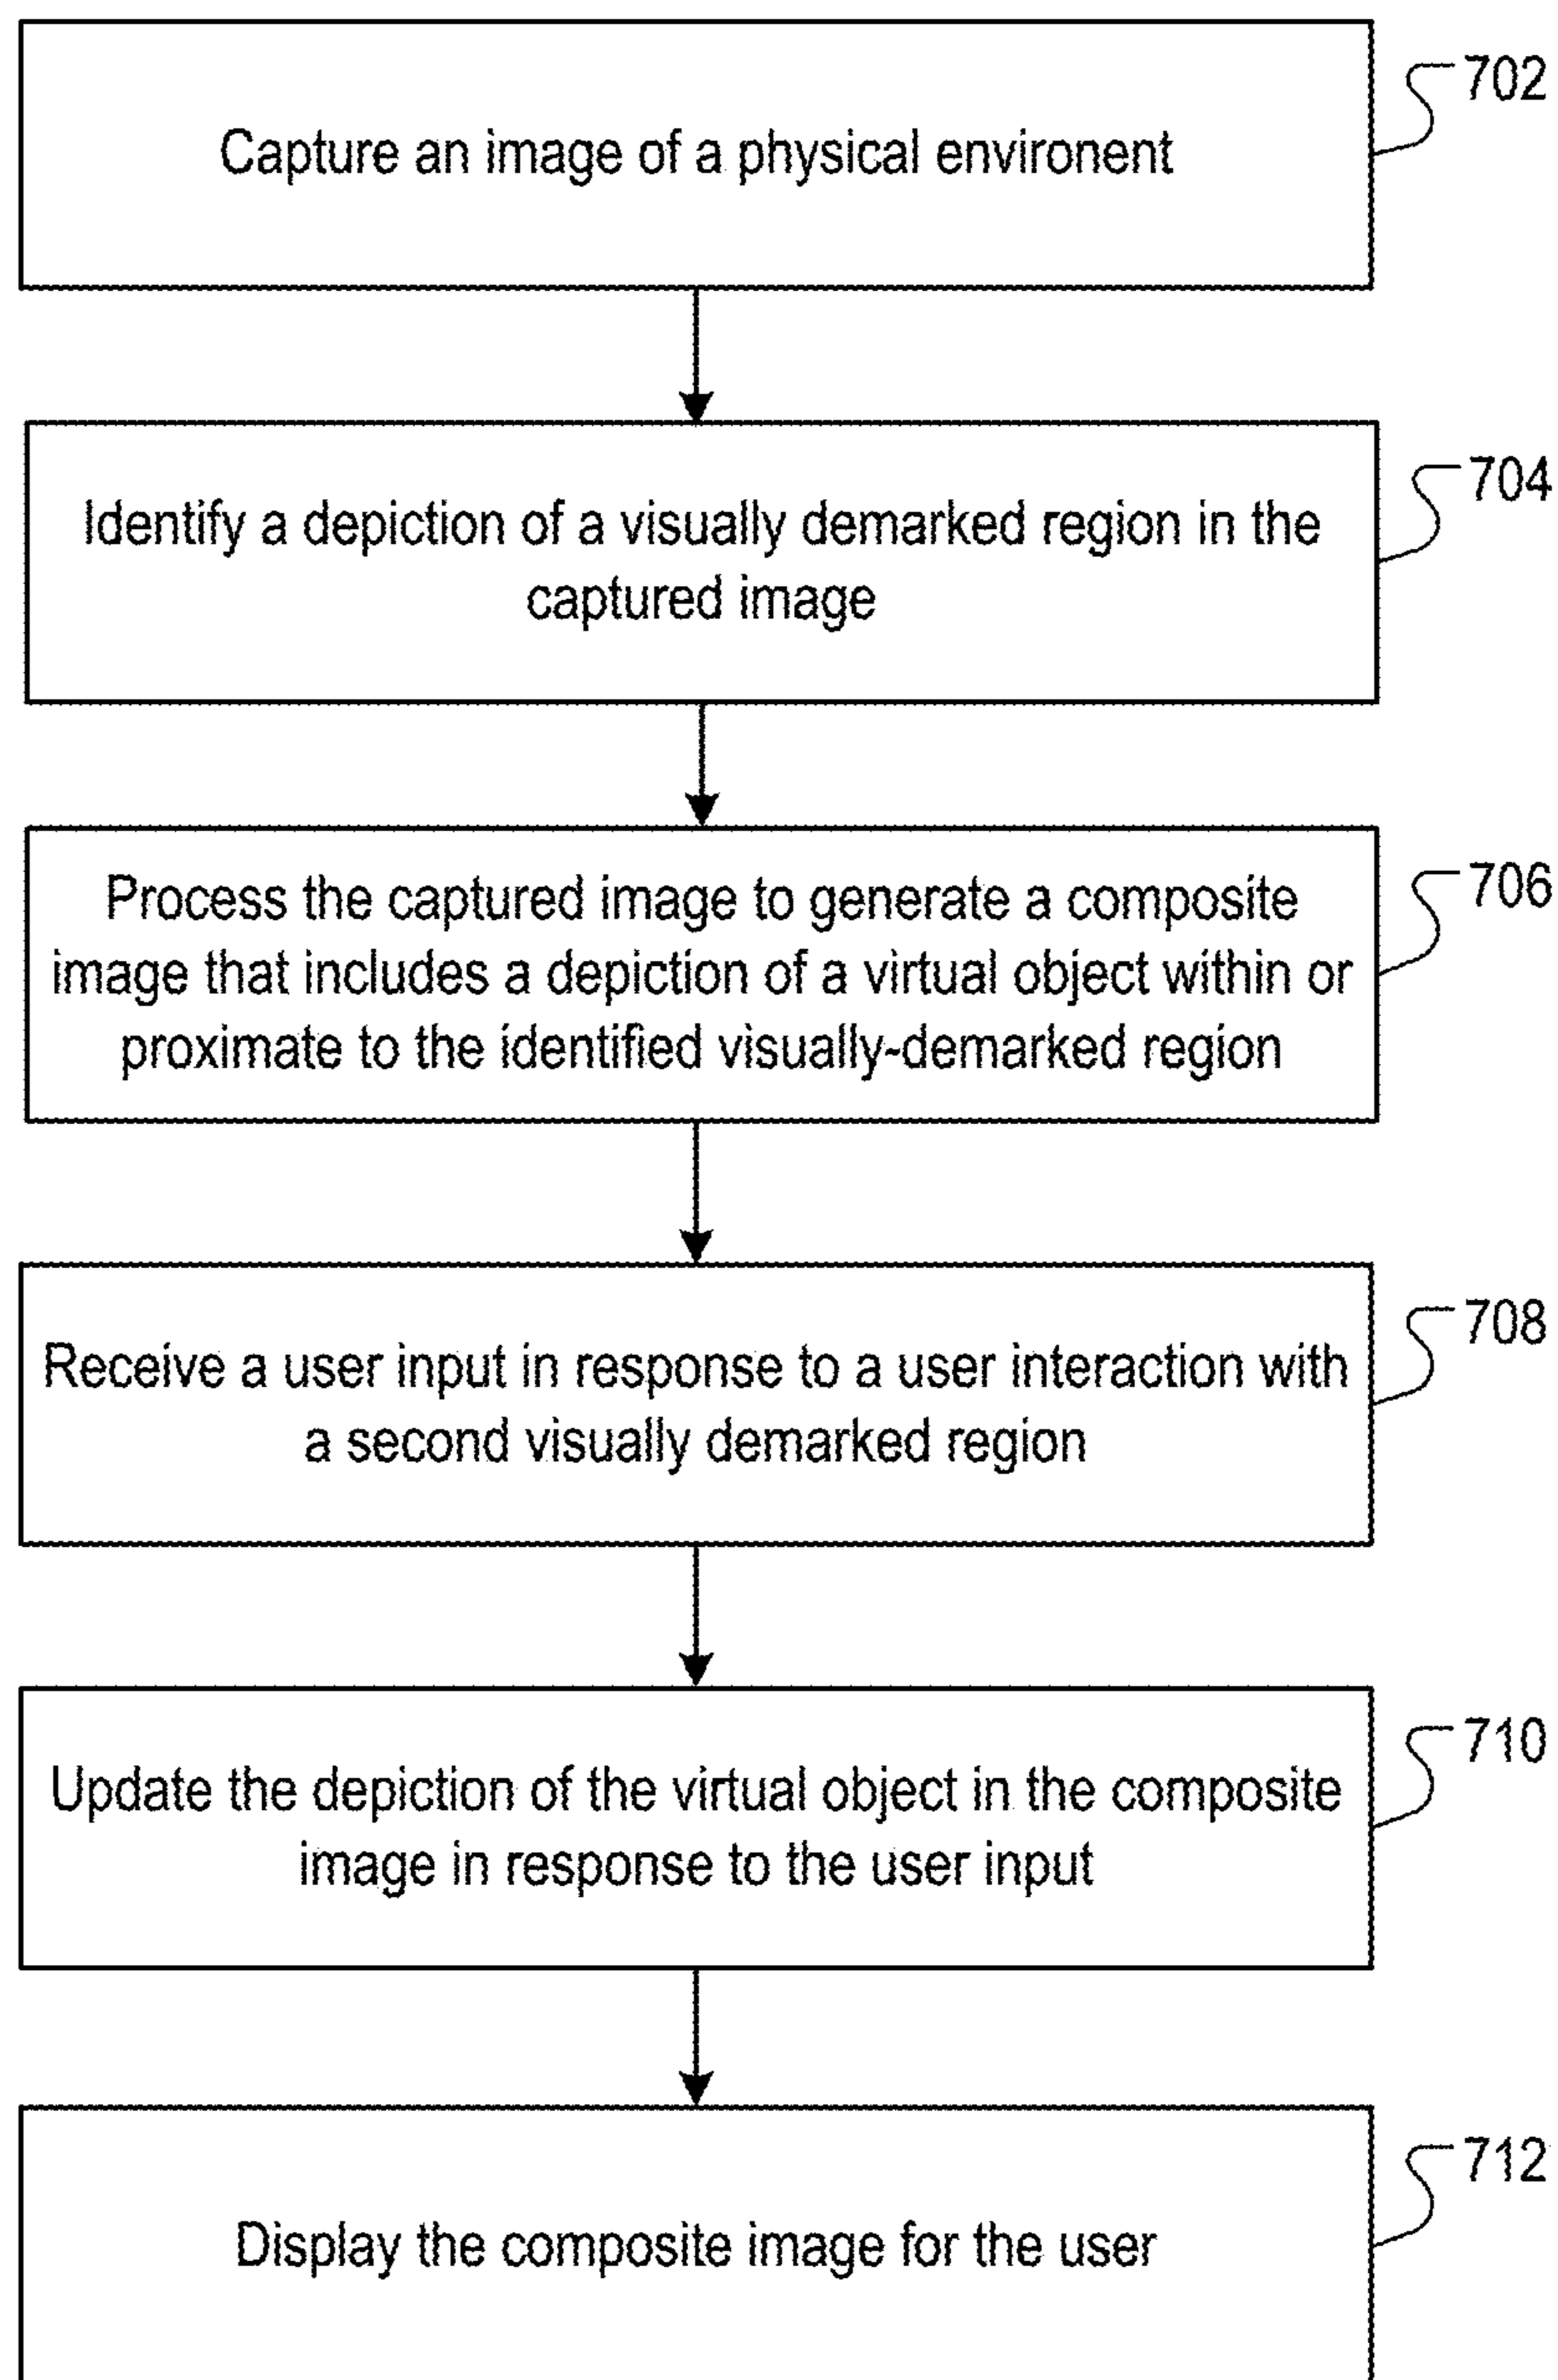 Capture an image of a physical environent
702
Identify a depiction of a visually demarked region in the
captured image
704
Process the captured image to generate a composite
image that includes a depiction of a virtual object within or
proximate to the identified visually-demarked region
706
Receive a user input in response to a user interaction with
a second visually demarked region
708
Update the depiction of the virtual object in the composite
image in response to the user input
710
Display the composite image for the user
712